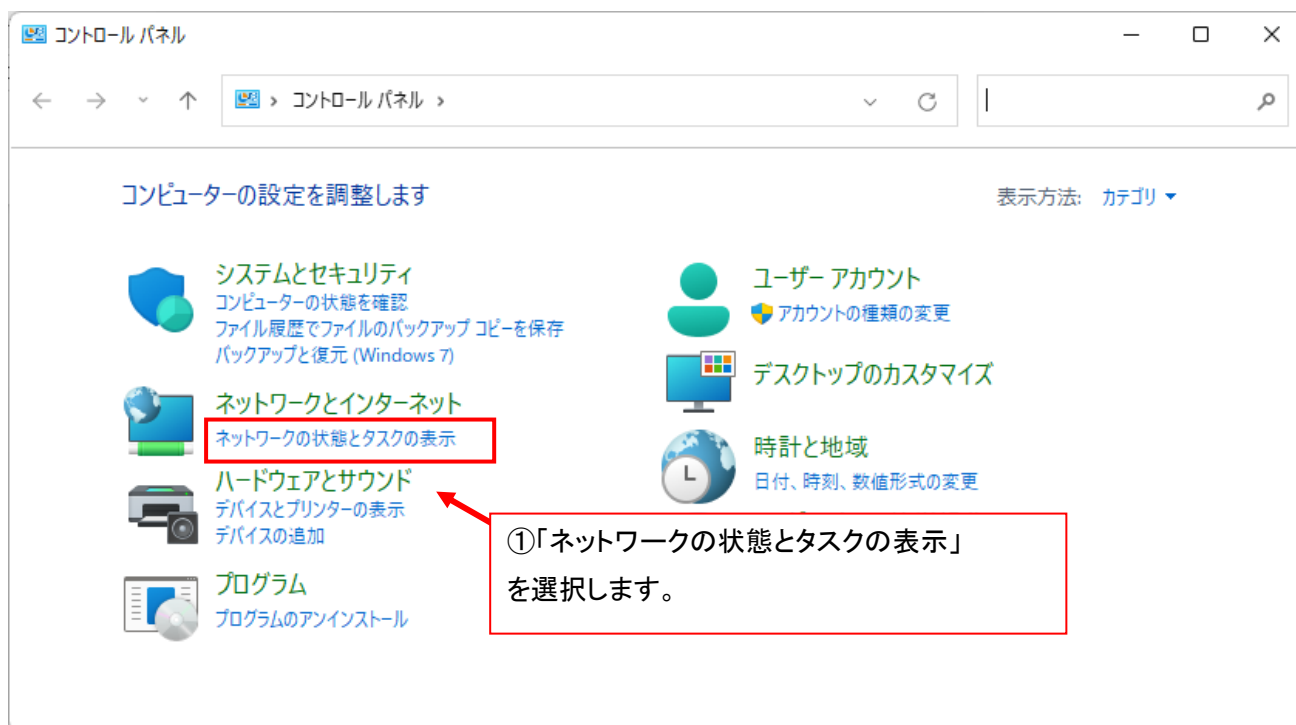 コントロール パネル
コントロール パネル
コンピューターの設定を調整します
表示方法: カテゴリ
システムとセキュリティ
コンピューターの状態を確認
ファイル履歴でファイルのバックアップ コピーを保存
バックアップと復元 (Windows 7)
ネットワークとインターネット
ネットワークの状態とタスクの表示
ハードウェアとサウンド
デバイスとプリンターの表示
デバイスの追加
プログラム
プログラムのアンインストール
ユーザー アカウント
アカウントの種類の変更
デスクトップのカスタマイズ
時計と地域
日付、時刻、数値形式の変更
①「ネットワークの状態とタスクの表示」
を選択します。